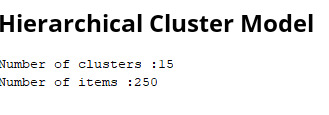 Hierarchical Cluster Model
Number of clusters :15
Number of items :250